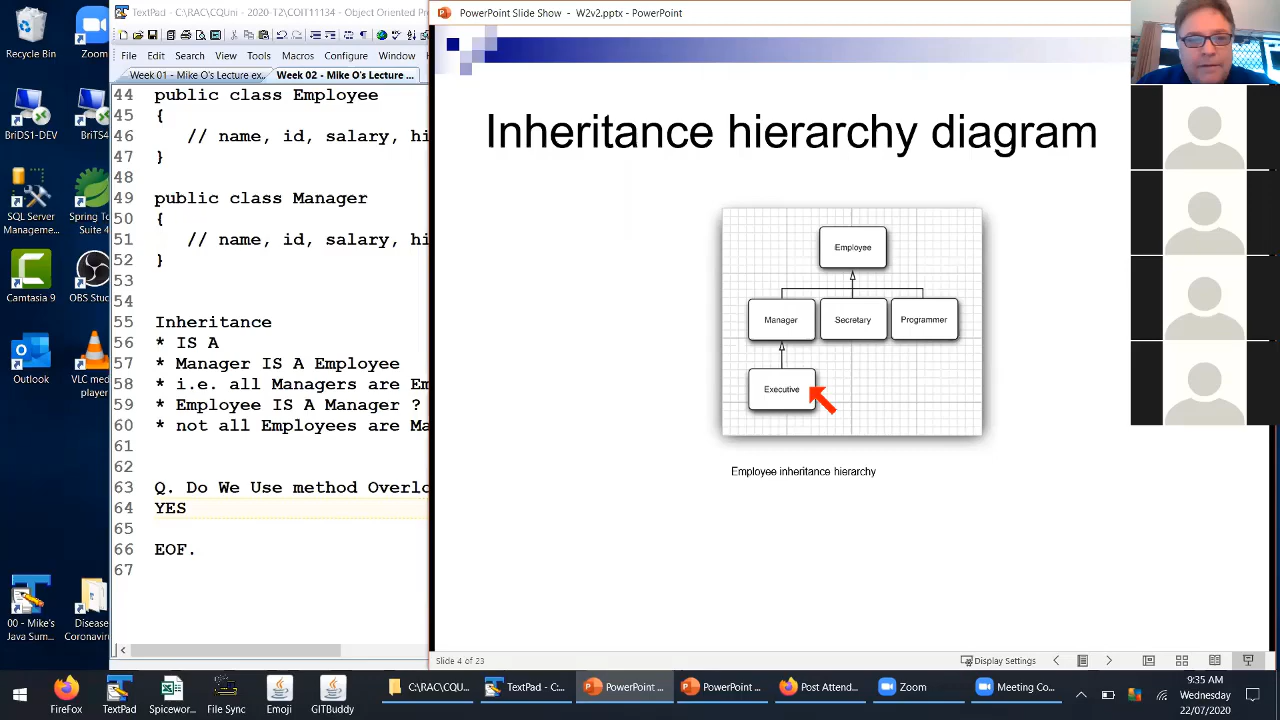 Recycle Bin
Zoom
BriDS1-DEV
BriTS4...
SQL Server
Manageme...
Spring To...
Suite 4
Camtasia 9
OBS Stu
Outlook
VLC med
player
00 - Mike's
Java Sum...
Disease
Coronavir
TextPad - C:\RAC\CQUni - 2020-T2\COIT11134 - Object Oriented Pro
File Edit Search View Tools Macros Configure Window
Week 01 - Mike O's Lecture ex... Week 02 - Mike O's Lecture ...
44 public class Employee
45 {
46 // name, id, salary, hi
47 }
48
49 public class Manager
50 {
51 // name, id, salary, hi
52 }
53
54
55 Inheritance
56 * IS A
57 * Manager IS A Employee
58 * i.e. all Managers are Em
59 * Employee IS A Manager ?
60 * not all Employees are Ma
61
62
63 Q. Do We Use method Overlo
64 YES
65
66 EOF.
67
PowerPoint Slide Show - W2v2.pptx - PowerPoint
Inheritance hierarchy diagram
Employee
Manager Secretary Programmer
Executive
Employee inheritance hierarchy
Slide 4 of 23
Display Settings
FireFox
TextPad
Spicewor...
File Sync
Emoji
GITBuddy
C:\RAC\CQU...
TextPad - C...
PowerPoint ...
PowerPoint ...
Post Attend...
Zoom
Meeting Co...
9:35 AM
Wednesday
22/07/2020